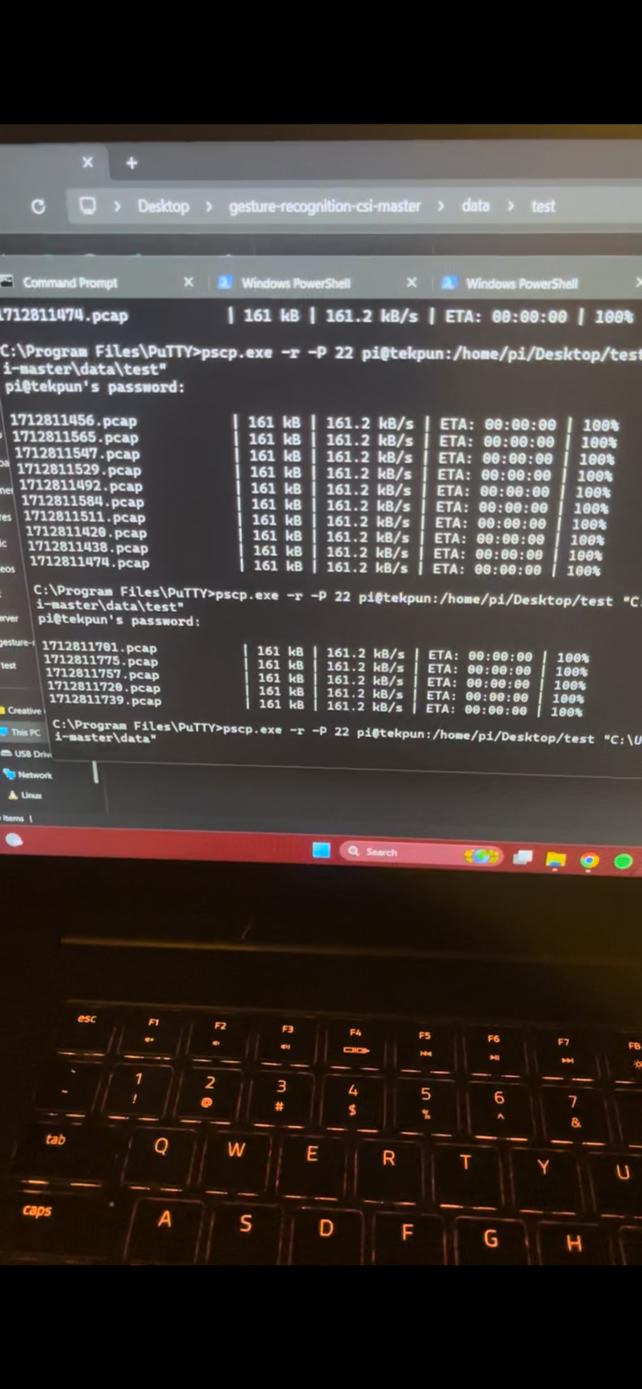 Desktop > gesture-recognition-csi-master > data > test
Command Prompt
Windows PowerShell
Windows PowerShell
1712811474.pcap | 161 kB | 161.2 kB/s | ETA: 00:00:00 | 100%
C:\Program Files\PuTTY>pscp.exe -r -P 22 pi@tekpun:/home/pi/Desktop/test
i-master\data\test"
pi@tekpun's password:
1712811456.pcap | 161 kB | 161.2 kB/s | ETA: 00:00:00 | 100%
1712811565.pcap | 161 kB | 161.2 kB/s | ETA: 00:00:00 | 100%
1712811547.pcap | 161 kB | 161.2 kB/s | ETA: 00:00:00 | 100%
1712811529.pcap | 161 kB | 161.2 kB/s | ETA: 00:00:00 | 100%
1712811492.pcap | 161 kB | 161.2 kB/s | ETA: 00:00:00 | 100%
1712811584.pcap | 161 kB | 161.2 kB/s | ETA: 00:00:00 | 100%
1712811511.pcap | 161 kB | 161.2 kB/s | ETA: 00:00:00 | 100%
1712811420.pcap | 161 kB | 161.2 kB/s | ETA: 00:00:00 | 100%
1712811438.pcap | 161 kB | 161.2 kB/s | ETA: 00:00:00 | 100%
1712811474.pcap | 161 kB | 161.2 kB/s | ETA: 00:00:00 | 100%
C:\Program Files\PuTTY>pscp.exe -r -P 22 pi@tekpun:/home/pi/Desktop/test "C:
i-master\data\test"
pi@tekpun's password:
1712811701.pcap | 161 kB | 161.2 kB/s | ETA: 00:00:00 | 100%
1712811775.pcap | 161 kB | 161.2 kB/s | ETA: 00:00:00 | 100%
1712811757.pcap | 161 kB | 161.2 kB/s | ETA: 00:00:00 | 100%
1712811720.pcap | 161 kB | 161.2 kB/s | ETA: 00:00:00 | 100%
1712811739.pcap | 161 kB | 161.2 kB/s | ETA: 00:00:00 | 100%
C:\Program Files\PuTTY>pscp.exe -r -P 22 pi@tekpun:/home/pi/Desktop/test "C:\U
i-master\data"
gesture-r
test
Creative
This PC
USB Driv
Network
Linux
items
Search
esc F1 F2 F3 F4 F5 F6 F7 F8
~ 1 2 3 4 5 6 7
! @ # $ % ^ &
tab Q W E R T Y U
caps A S D F G H